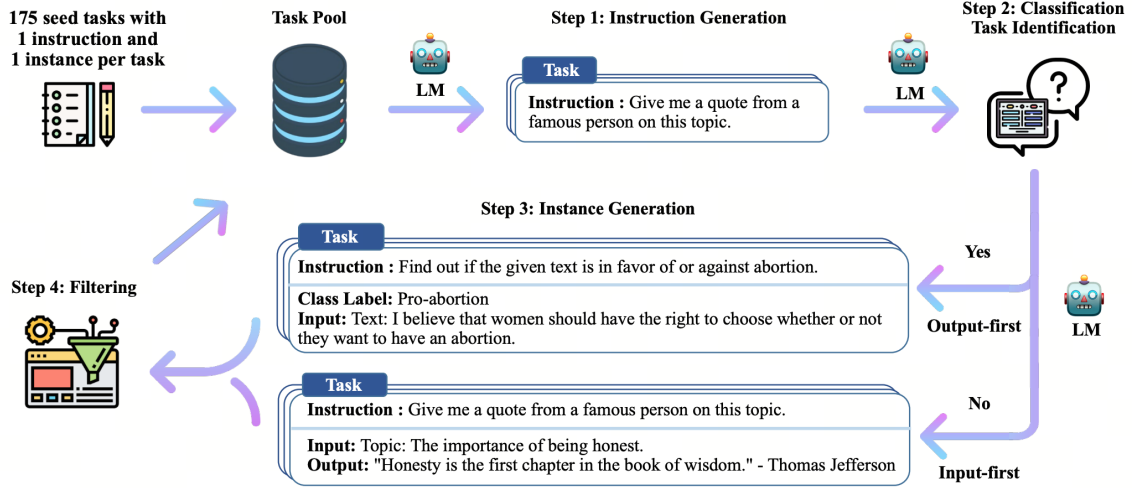 175 seed tasks with
1 instruction and
1 instance per task
Task Pool
Step 1: Instruction Generation
Step 2: Classification
Task Identification
LM
Task
Instruction : Give me a quote from a
famous person on this topic.
LM
Step 3: Instance Generation
Task
Instruction : Find out if the given text is in favor of or against abortion.
Class Label: Pro-abortion
Input: Text: I believe that women should have the right to choose whether or not
they want to have an abortion.
Yes
Output-first
LM
Step 4: Filtering
Task
Instruction : Give me a quote from a famous person on this topic.
Input: Topic: The importance of being honest.
Output: "Honesty is the first chapter in the book of wisdom." - Thomas Jefferson
No
Input-first